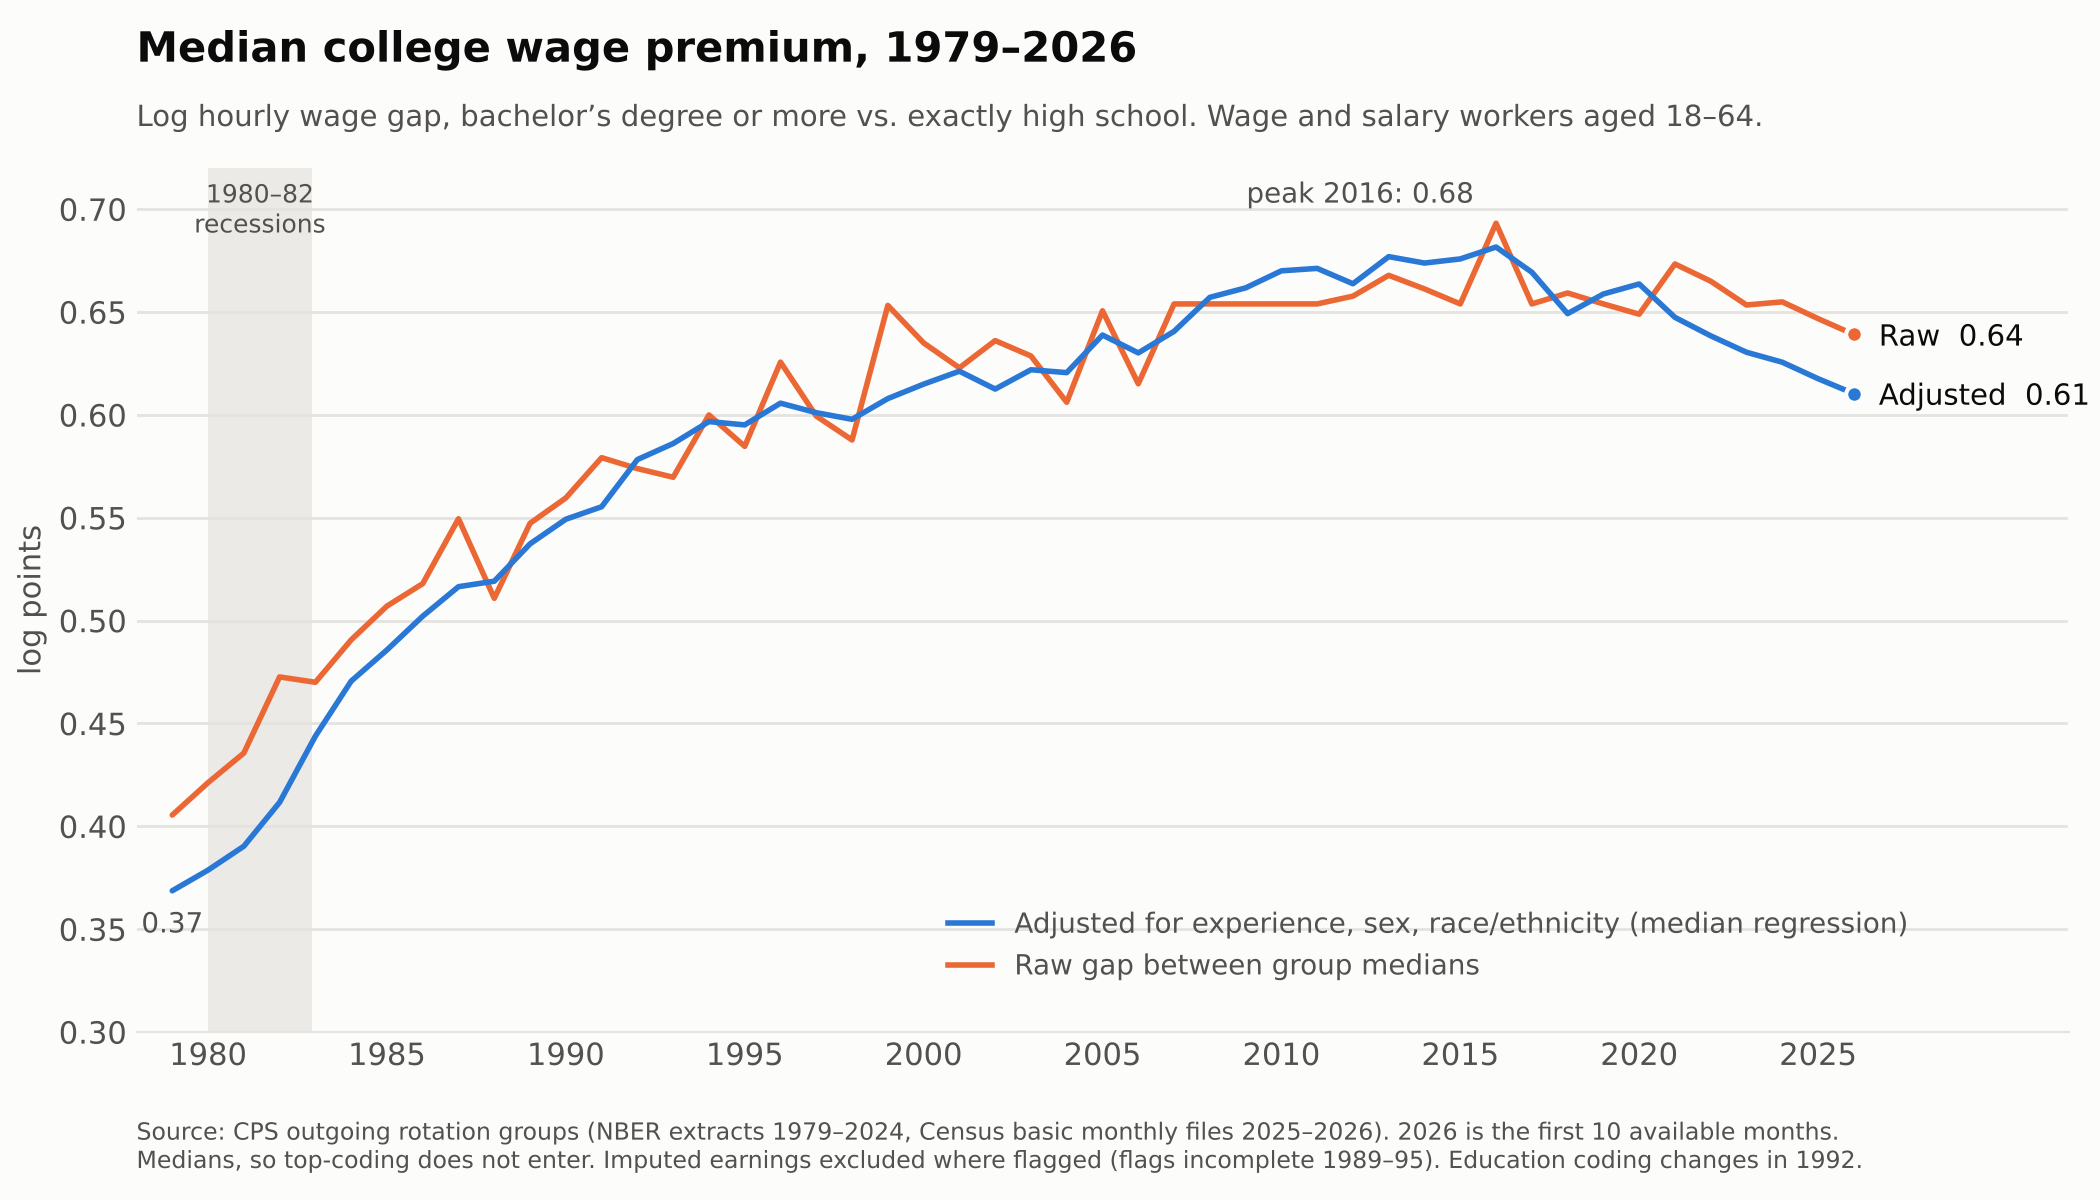 Median college wage premium, 1979–2026
Log hourly wage gap, bachelor’s degree or more vs. exactly high school. Wage and salary workers aged 18–64.
1980–82
recessions
peak 2016: 0.68
0.70
0.65
0.60
0.55
0.50
0.45
0.40
0.35
0.30
log points
Raw 0.64
Adjusted 0.61
0.37
Adjusted for experience, sex, race/ethnicity (median regression)
Raw gap between group medians
1980 1985 1990 1995 2000 2005 2010 2015 2020 2025
Source: CPS outgoing rotation groups (NBER extracts 1979–2024, Census basic monthly files 2025–2026). 2026 is the first 10 available months.
Medians, so top-coding does not enter. Imputed earnings excluded where flagged (flags incomplete 1989–95). Education coding changes in 1992.